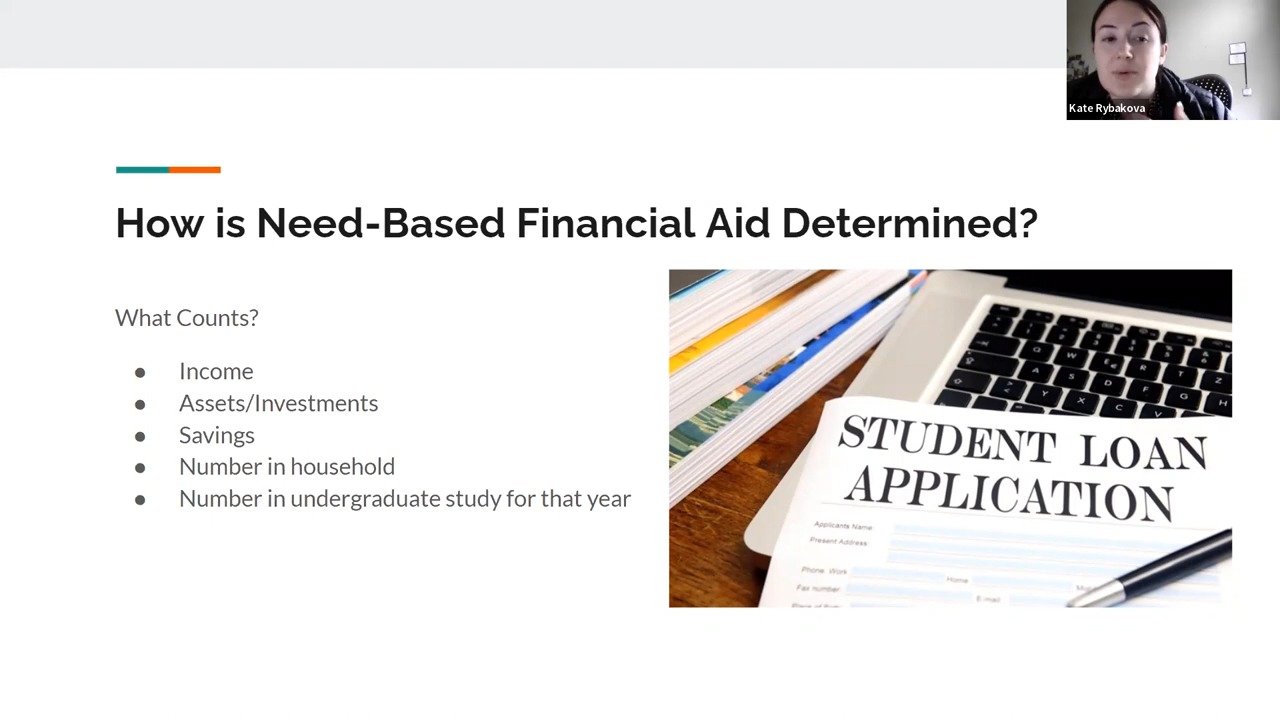 Kate Rybakova
How is Need-Based Financial Aid Determined?
What Counts?
● Income
● Assets/Investments
● Savings
● Number in household
● Number in undergraduate study for that year
STUDENT LOAN
APPLICATION
Applicants Name:
Present Address:
Phone: Work
Home
Fax number:
E-mail: